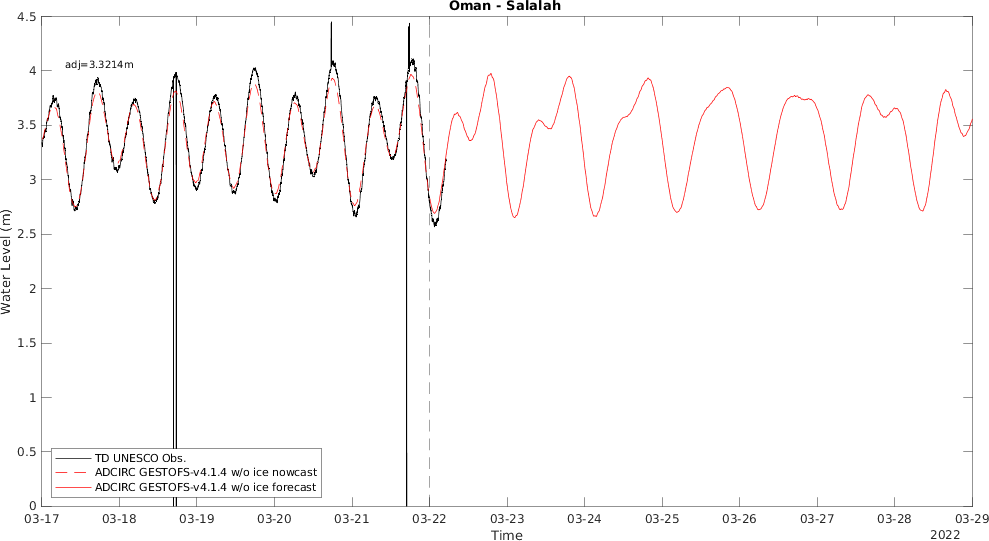 Oman - Salalah
4.5
adj=3.3214m
4
3.5
3
2.5
2
1.5
1
0.5
0
Water Level (m)
TD UNESCO Obs.
ADCIRC GESTOFS-v4.1.4 w/o ice nowcast
ADCIRC GESTOFS-v4.1.4 w/o ice forecast
03-17 03-18 03-19 03-20 03-21 03-22 03-23 03-24 03-25 03-26 03-27 03-28 03-29
Time
2022